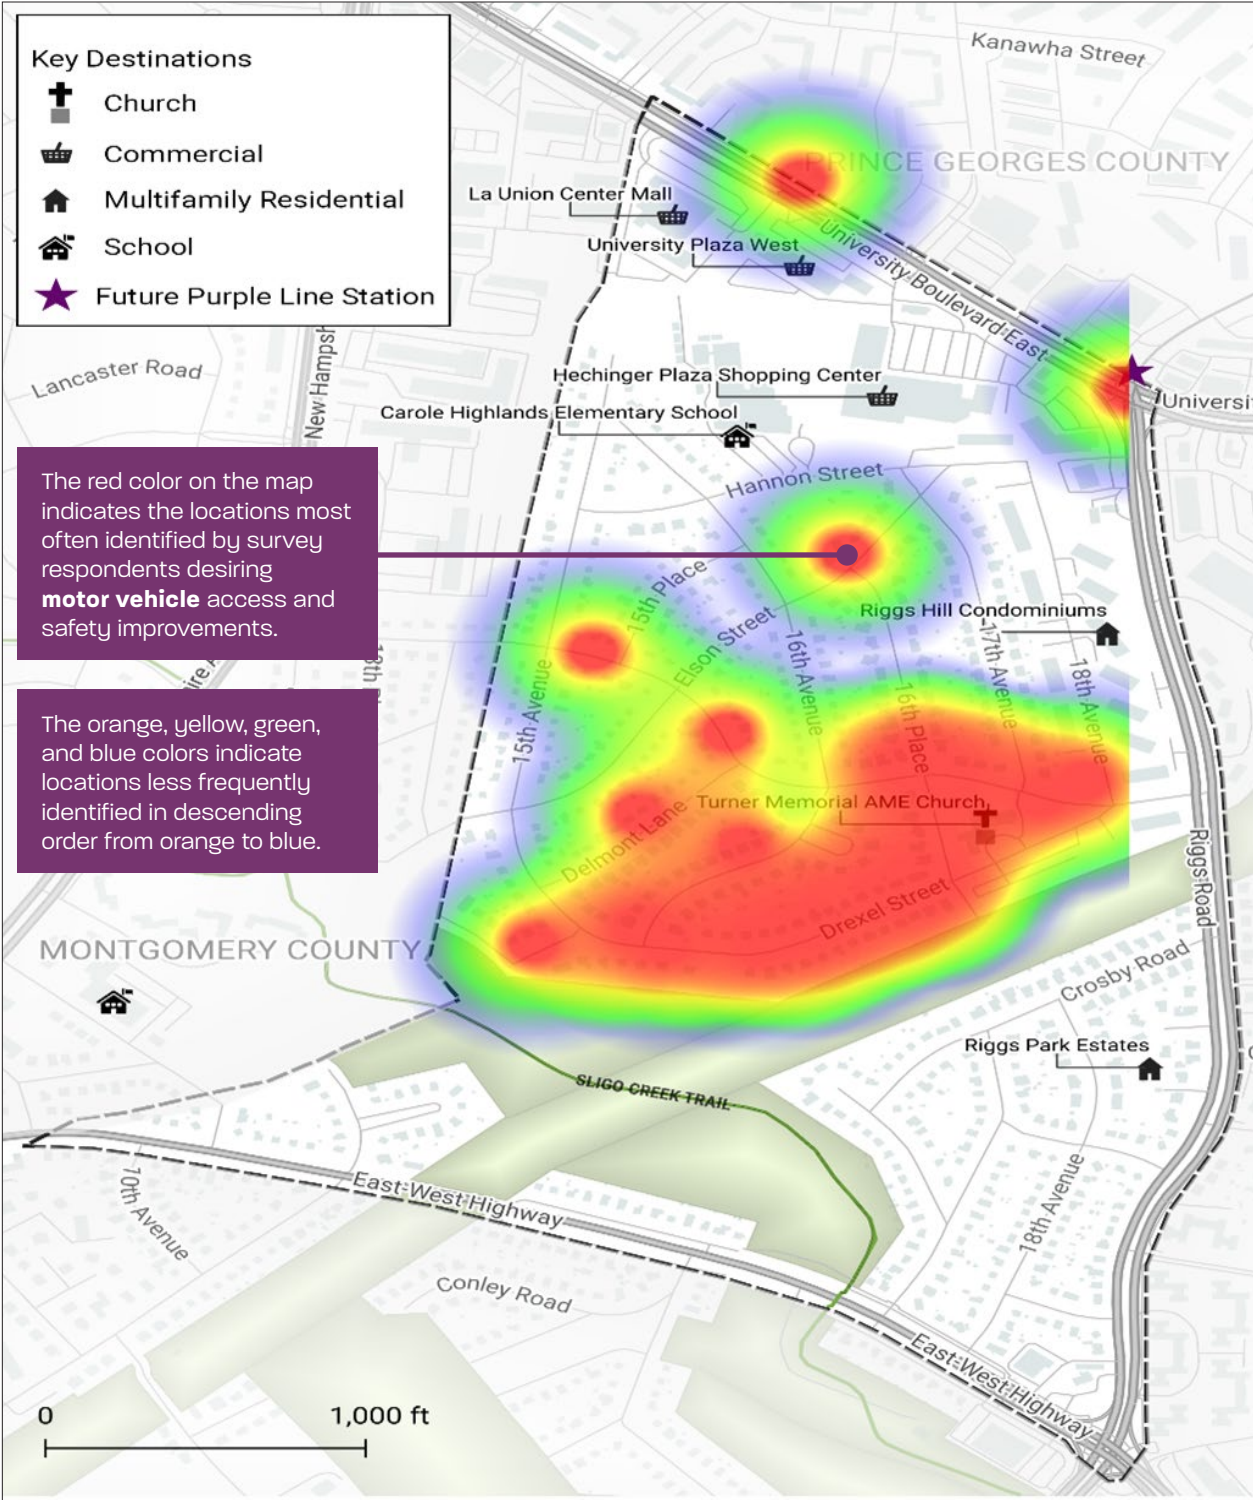 Key Destinations
Church
Commercial
Multifamily Residential
School
Future Purple Line Station
Kanawha Street
PRINCE GEORGES COUNTY
La Union Center Mall
University Plaza West
University Boulevard East
Lancaster Road
New Hampsh
Hechinger Plaza Shopping Center
Carole Highlands Elementary School
Universit
Hannon Street
The red color on the map
indicates the locations most
often identified by survey
respondents desiring
motor vehicle access and
safety improvements.
15th Place
Elson Street
Riggs Hill Condominiums
16th Avenue
17th Avenue
18th Avenue
15th Avenue
16th Place
The orange, yellow, green,
and blue colors indicate
locations less frequently
identified in descending
order from orange to blue.
Turner Memorial AME Church
Delmont Lane
Drexel Street
Riggs Road
MONTGOMERY COUNTY
Crosby Road
Riggs Park Estates
SLIGO CREEK TRAIL
10th Avenue
East-West Highway
18th Avenue
Conley Road
East-West Highway
0 1,000 ft